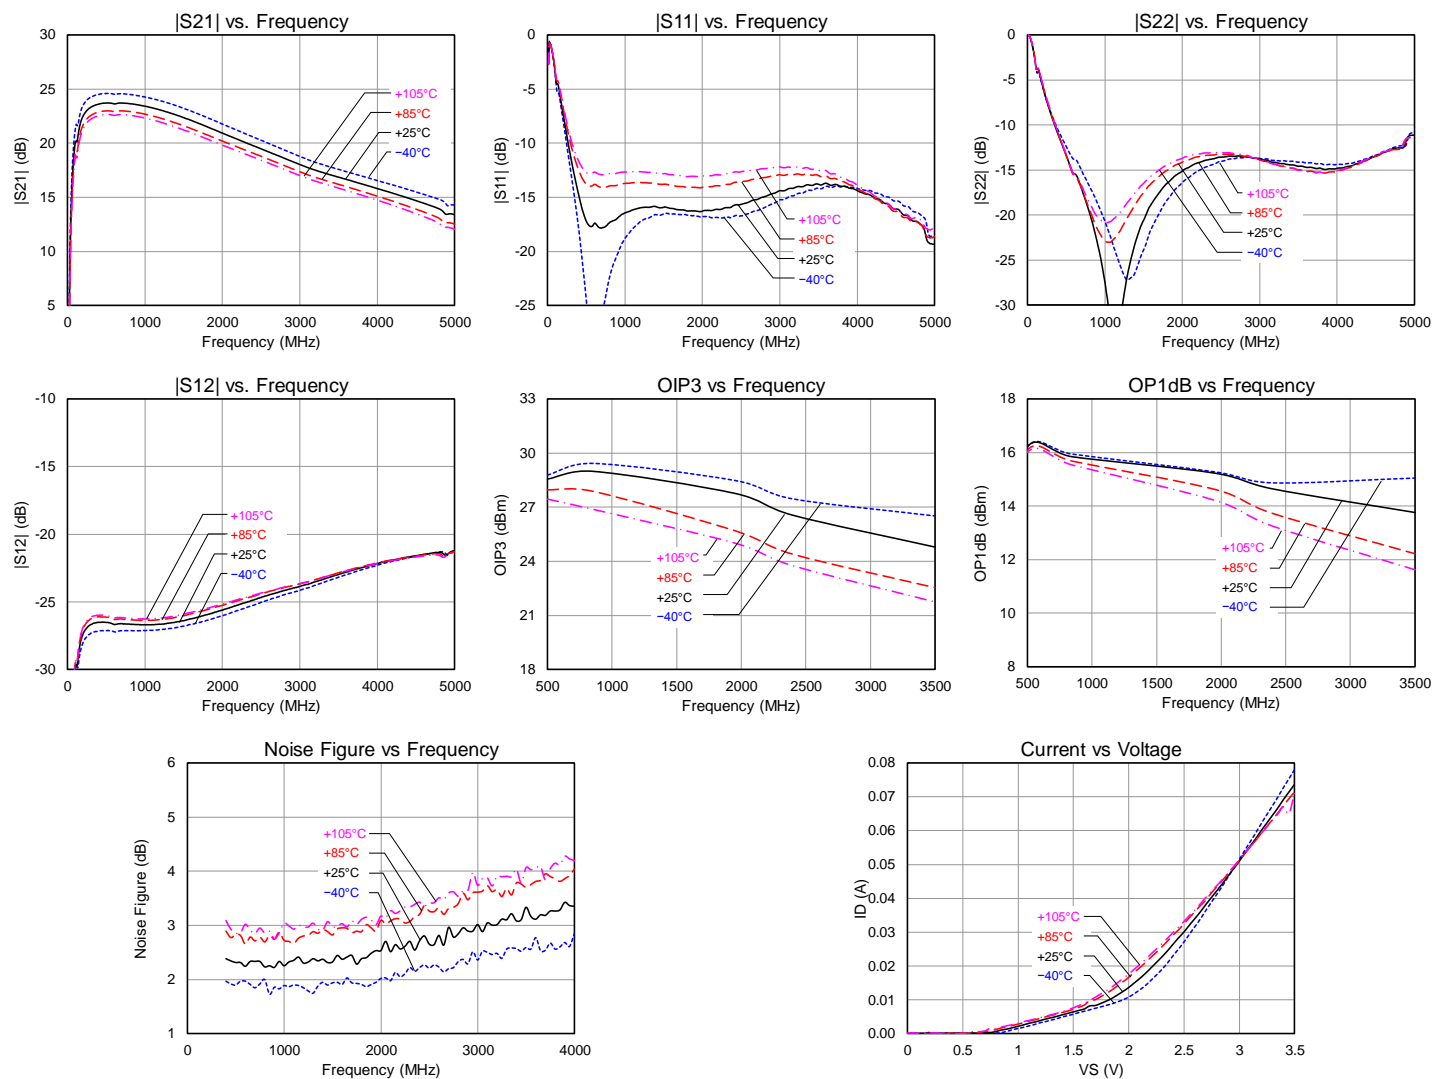 |S21| vs. Frequency
30
25
20
15
10
5
|S21| (dB)
+105°C
+85°C
+25°C
−40°C
0 1000 2000 3000 4000 5000
Frequency (MHz)
|S11| vs. Frequency
0
-5
-10
-15
-20
-25
|S11| (dB)
+105°C
+85°C
+25°C
−40°C
0 1000 2000 3000 4000 5000
Frequency (MHz)
|S22| vs. Frequency
0
-5
-10
-15
-20
-25
-30
|S22| (dB)
+105°C
+85°C
+25°C
−40°C
0 1000 2000 3000 4000 5000
Frequency (MHz)
|S12| vs. Frequency
-10
-15
-20
-25
-30
|S12| (dB)
+105°C
+85°C
+25°C
−40°C
0 1000 2000 3000 4000 5000
Frequency (MHz)
OIP3 vs Frequency
33
30
27
24
21
18
OIP3 (dBm)
+105°C
+85°C
+25°C
−40°C
500 1000 1500 2000 2500 3000 3500
Frequency (MHz)
OP1dB vs Frequency
18
16
14
12
10
8
OP1dB (dBm)
+105°C
+85°C
+25°C
−40°C
500 1000 1500 2000 2500 3000 3500
Frequency (MHz)
Noise Figure vs Frequency
6
5
4
3
2
1
Noise Figure (dB)
+105°C
+85°C
+25°C
−40°C
0 1000 2000 3000 4000
Frequency (MHz)
Current vs Voltage
0.08
0.07
0.06
0.05
0.04
0.03
0.02
0.01
0.00
ID (A)
+105°C
+85°C
+25°C
−40°C
0 0.5 1 1.5 2 2.5 3 3.5
VS (V)